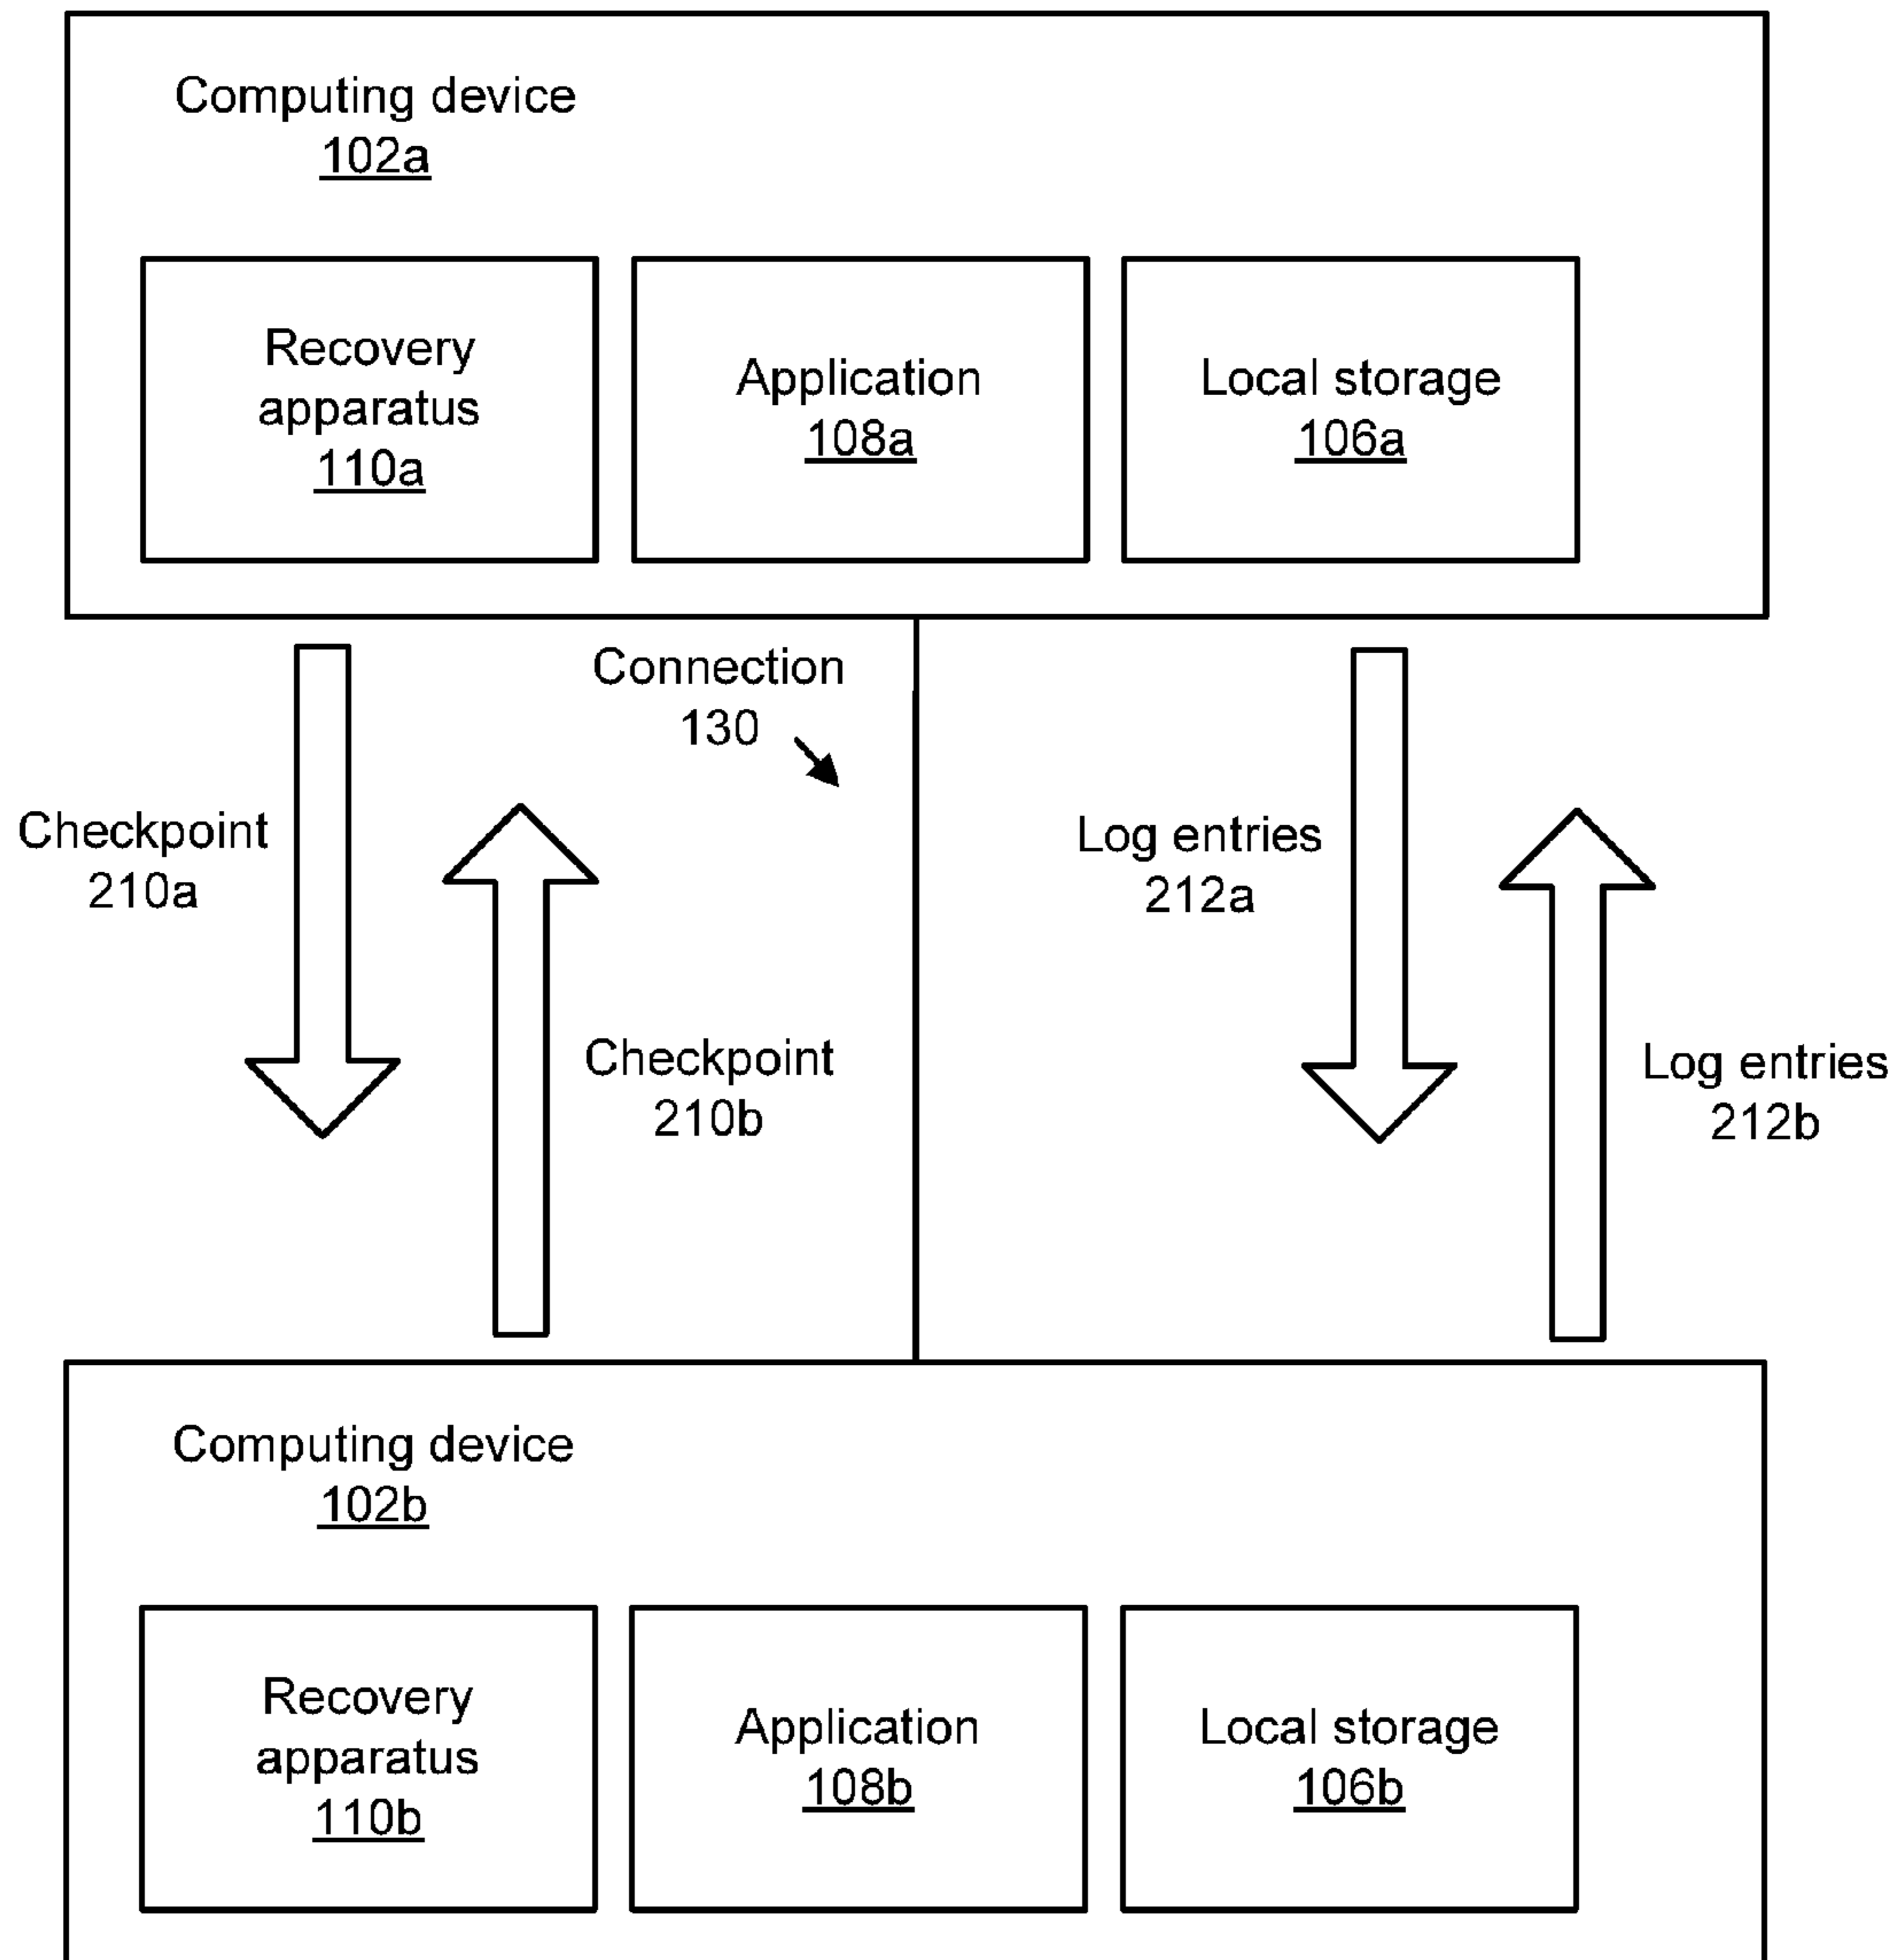 Computing device
102a
Recovery
apparatus
110a
Application
108a
Local storage
106a
Connection
130
Checkpoint
210a
Log entries
212a
Checkpoint
210b
Log entries
212b
Computing device
102b
Recovery
apparatus
110b
Application
108b
Local storage
106b